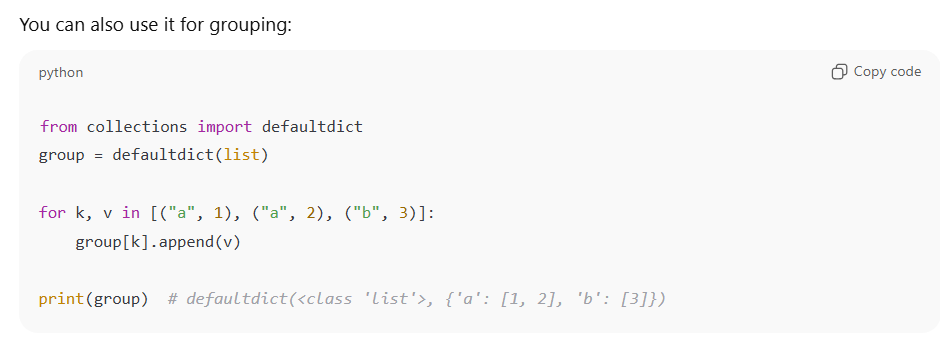 You can also use it for grouping:
python
Copy code
from collections import defaultdict
group = defaultdict(list)
for k, v in [("a", 1), ("a", 2), ("b", 3)]:
    group[k].append(v)
print(group)  # defaultdict(<class 'list'>, {'a': [1, 2], 'b': [3]})